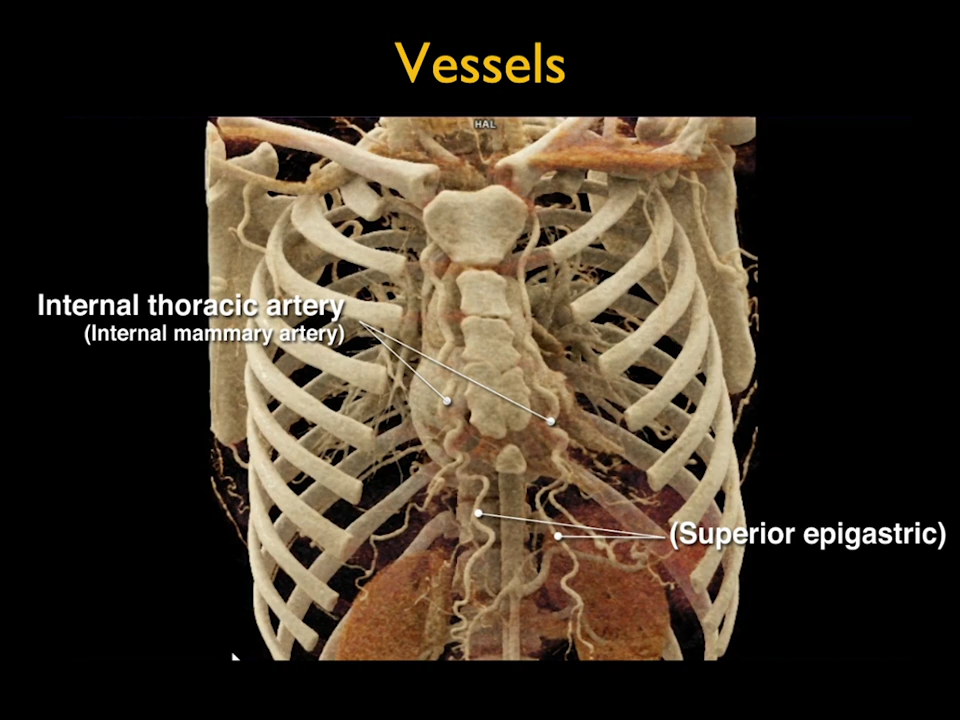 Vessels
HAL
Internal thoracic artery
(Internal mammary artery)
(Superior epigastric)